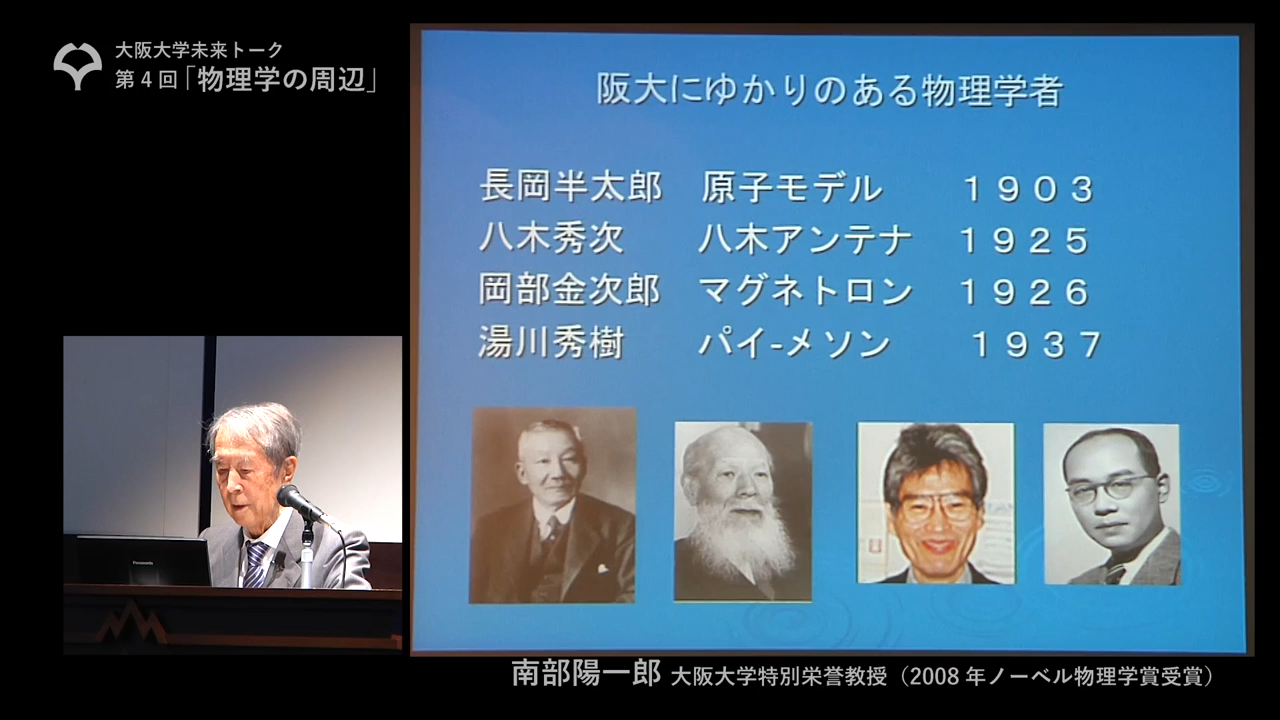 大阪大学未来トーク
第4回「物理学の周辺」
阪大にゆかりのある物理学者
長岡半太郎 原子モデル 1903
八木秀次 八木アンテナ 1925
岡部金次郎 マグネトロン 1926
湯川秀樹 パイ-メソン 1937
Panasonic
南部陽一郎 大阪大学特別栄誉教授(2008年ノーベル物理学賞受賞)